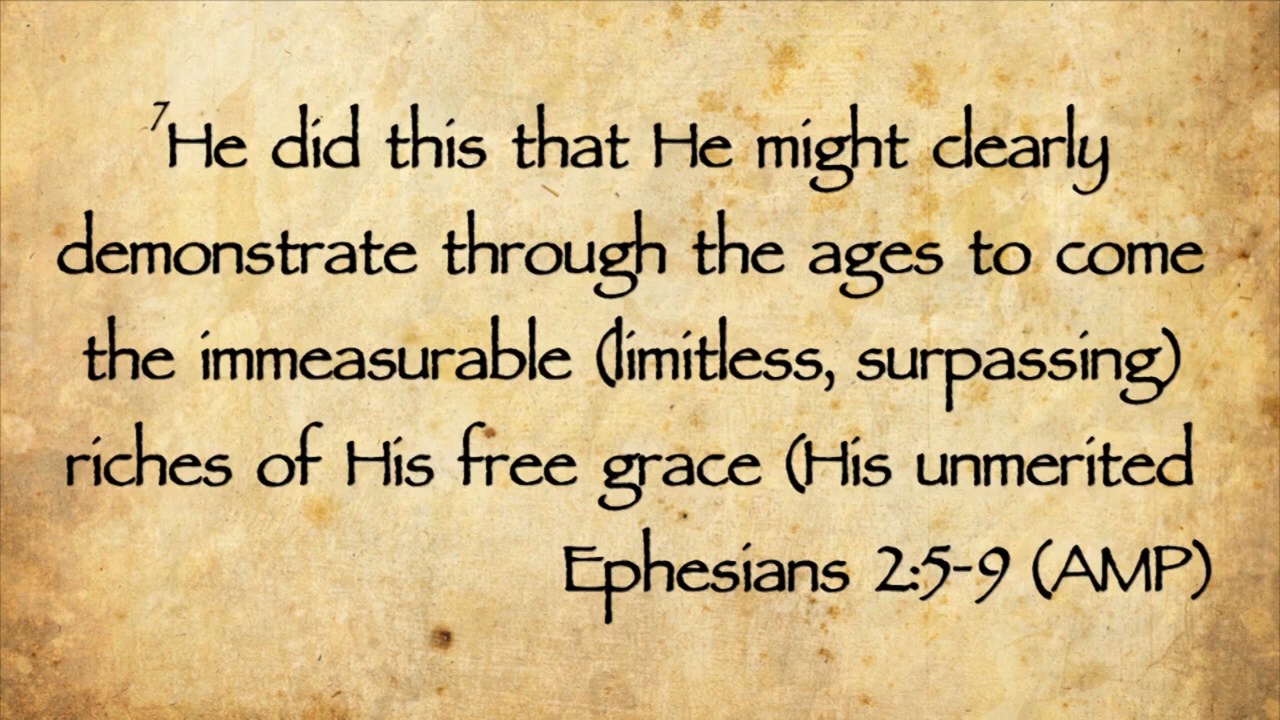 7He did this that He might clearly
demonstrate through the ages to come
the immeasurable (limitless, surpassing)
riches of His free grace (His unmerited
Ephesians 2:5-9 (AMP)